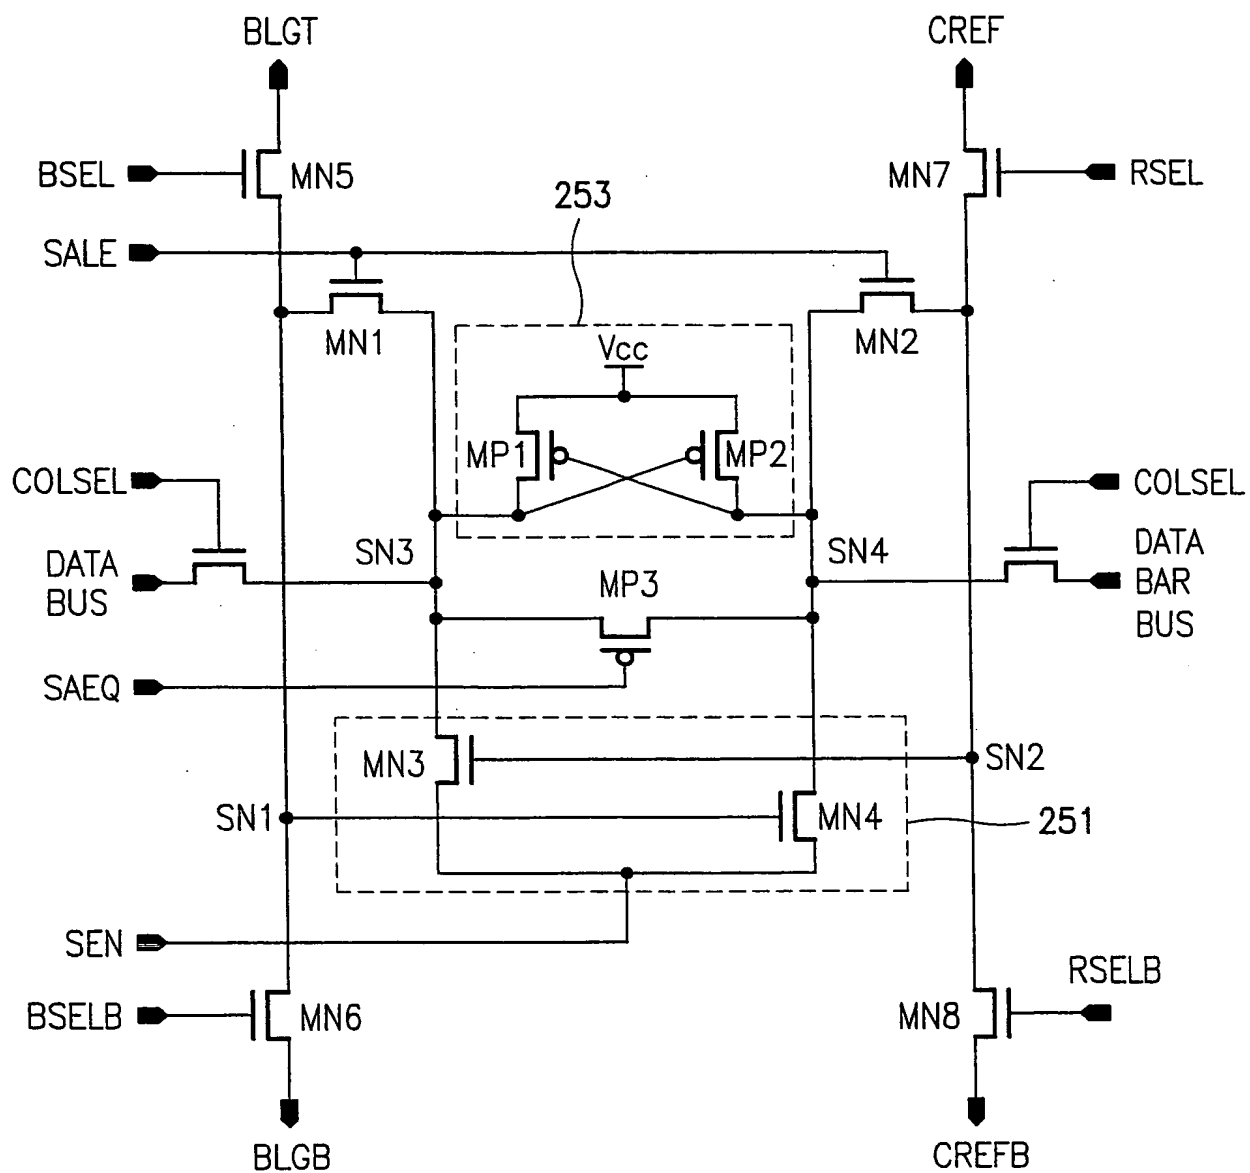 BLGT
CREF
BSEL
MN5
MN7
RSEL
253
SALE
MN1
MN2
Vcc
MP1
MP2
COLSEL
COLSEL
SN3
SN4
DATA
BUS
MP3
DATA
BAR
BUS
SAEQ
MN3
SN2
SN1
MN4
251
SEN
RSELB
BSELB
MN6
MN8
BLGB
CREFB